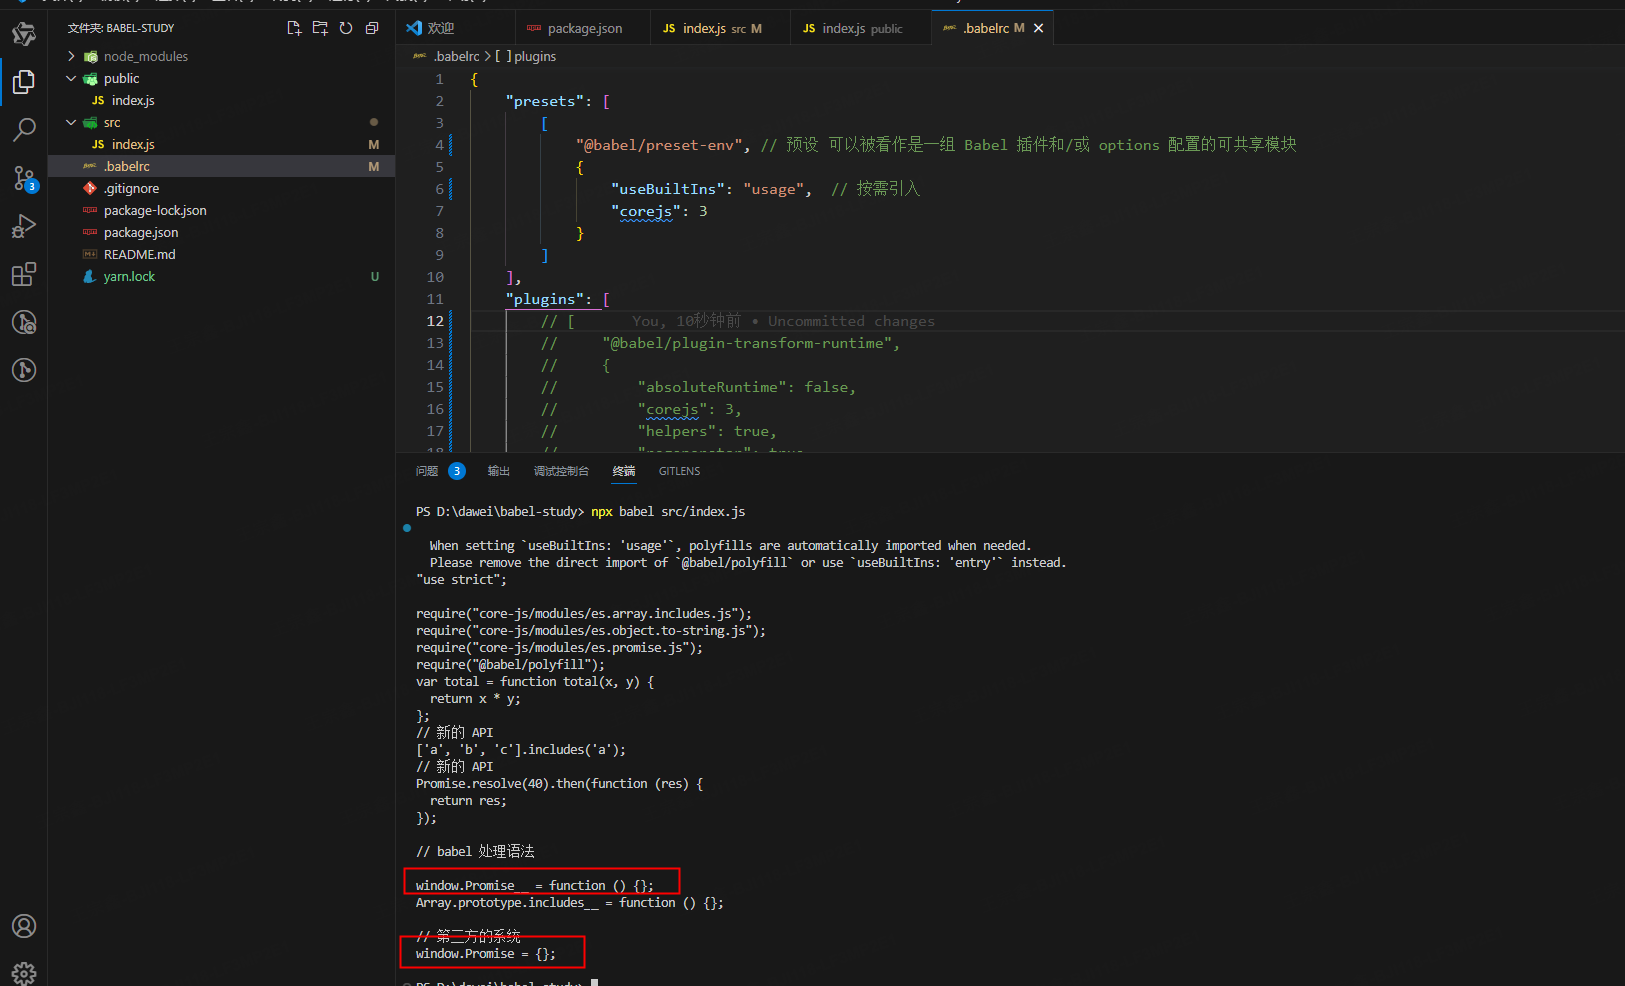 文件夹: BABEL-STUDY
node_modules
public
JS index.js
src
JS index.js M
.babelrc M
.gitignore
package-lock.json
package.json
README.md
yarn.lock U
3
欢迎
package.json
JS index.js src M
JS index.js public
.babelrc M
.babelrc > [ ] plugins
1 {
2 "presets": [
3 [
4 "@babel/preset-env", // 预设 可以被看作是一组 Babel 插件和/或 options 配置的可共享模块
5 {
6 "useBuiltIns": "usage", // 按需引入
7 "corejs": 3
8 }
9 ]
10 ],
11 "plugins": [
12 // [ You, 10秒钟前 • Uncommitted changes
13 // "@babel/plugin-transform-runtime",
14 // {
15 // "absoluteRuntime": false,
16 // "corejs": 3,
17 // "helpers": true,
18 // "regenerator": true
问题 3 输出 调试控制台 终端 GITLENS
PS D:\dawei\babel-study> npx babel src/index.js
When setting `useBuiltIns: 'usage'`, polyfills are automatically imported when needed.
Please remove the direct import of `@babel/polyfill` or use `useBuiltIns: 'entry'` instead.
"use strict";
require("core-js/modules/es.array.includes.js");
require("core-js/modules/es.object.to-string.js");
require("core-js/modules/es.promise.js");
require("@babel/polyfill");
var total = function total(x, y) {
return x * y;
};
// 新的 API
['a', 'b', 'c'].includes('a');
// 新的 API
Promise.resolve(40).then(function (res) {
return res;
});
// babel 处理语法
window.Promise__ = function () {};
Array.prototype.includes__ = function () {};
// 第三方的系统
window.Promise = {};
PS D:\dawei\babel-study>